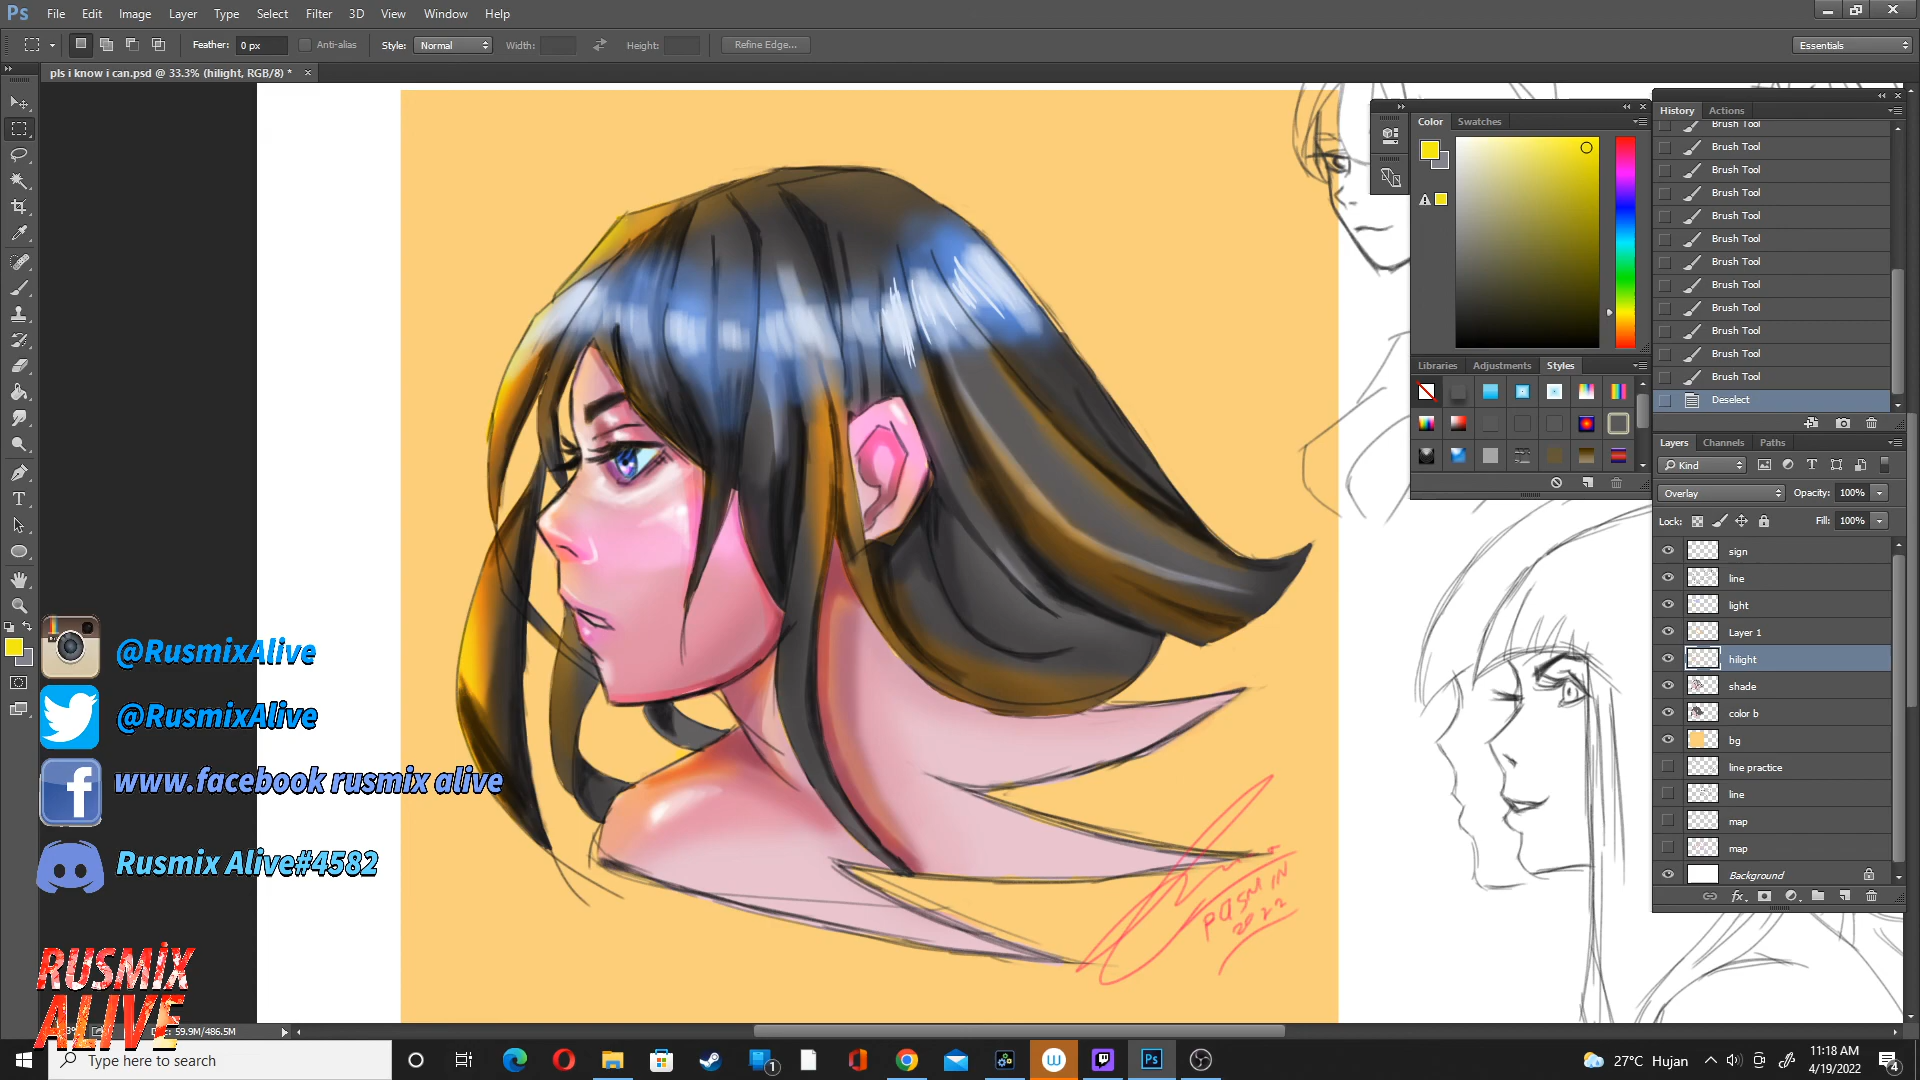 Ps File Edit Image Layer Type Select Filter 3D View Window Help
Feather: 0 px Anti-alias Style: Normal Width: Height: Refine Edge... Essentials
pls i know i can.psd @ 33.3% (hilight, RGB/8) * ×
History Actions
Brush Tool
Brush Tool
Brush Tool
Brush Tool
Brush Tool
Brush Tool
Brush Tool
Brush Tool
Brush Tool
Brush Tool
Brush Tool
Brush Tool
Deselect
Color Swatches
Libraries Adjustments Styles
Layers Channels Paths
Kind
Overlay Opacity: 100%
Lock: Fill: 100%
sign
line
light
Layer 1
hilight
shade
color b
bg
line practice
line
map
map
Background
@RusmixAlive
@RusmixAlive
www.facebook rusmix alive
Rusmix Alive#4582
RUSMIX
ALIVE
2022
59.9M/486.5M
Type here to search
27°C Hujan
11:18 AM
4/19/2022